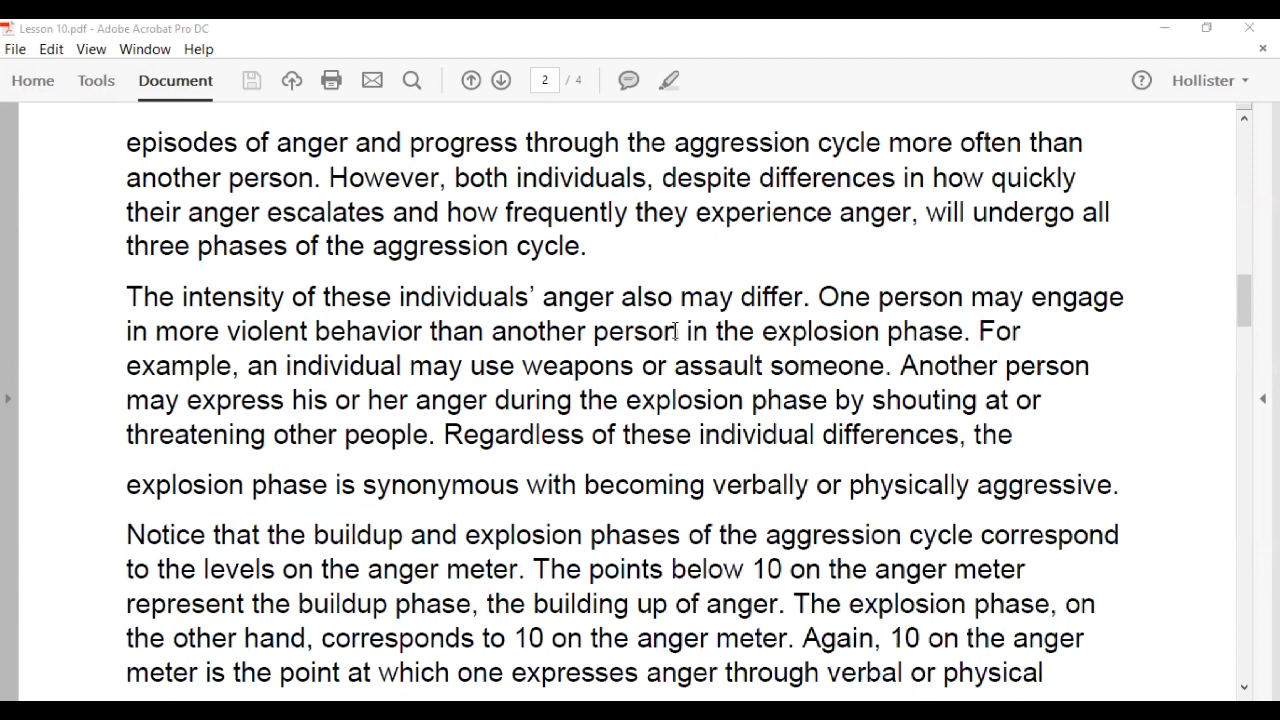 Lesson 10.pdf - Adobe Acrobat Pro DC
File Edit View Window Help
Home Tools Document 2 / 4 Hollister
episodes of anger and progress through the aggression cycle more often than
another person. However, both individuals, despite differences in how quickly
their anger escalates and how frequently they experience anger, will undergo all
three phases of the aggression cycle.
The intensity of these individuals’ anger also may differ. One person may engage
in more violent behavior than another person in the explosion phase. For
example, an individual may use weapons or assault someone. Another person
may express his or her anger during the explosion phase by shouting at or
threatening other people. Regardless of these individual differences, the
explosion phase is synonymous with becoming verbally or physically aggressive.
Notice that the buildup and explosion phases of the aggression cycle correspond
to the levels on the anger meter. The points below 10 on the anger meter
represent the buildup phase, the building up of anger. The explosion phase, on
the other hand, corresponds to 10 on the anger meter. Again, 10 on the anger
meter is the point at which one expresses anger through verbal or physical